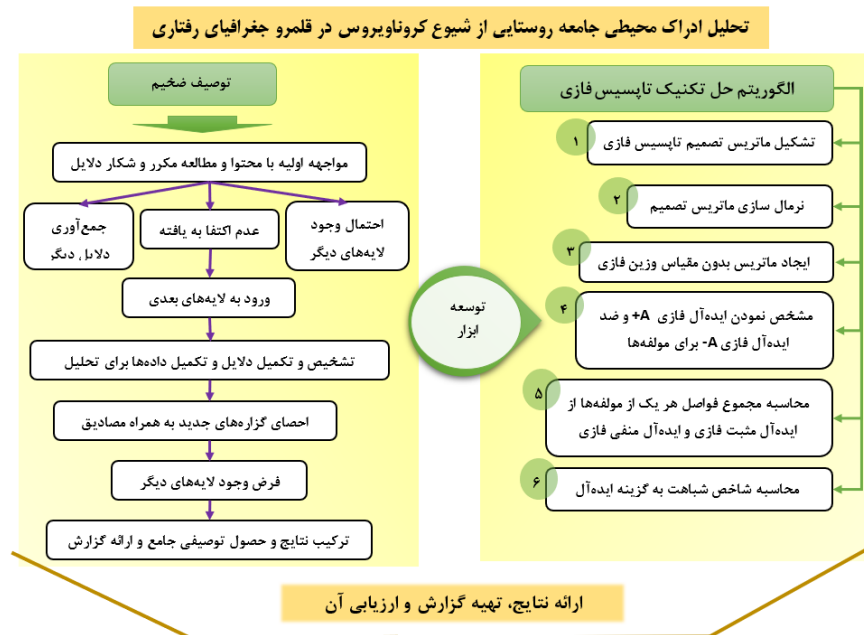 تحلیل ادراک محیطی جامعه روستایی از شیوع کروناویروس در قلمرو جغرافیای رفتاری
الگوریتم حل تکنیک تاپسیس فازی
۱
تشکیل ماتریس تصمیم تاپسیس فازی
۲
نرمال سازی ماتریس تصمیم
۳
ایجاد ماتریس بدون مقیاس وزین فازی
۴
مشخص نمودن ایده‌آل فازی A+ و ضد
ایده‌آل فازی A- برای مولفه‌ها
۵
محاسبه مجموع فواصل هر یک از مولفه‌ها از
ایده‌آل مثبت فازی و ایده‌آل منفی فازی
۶
محاسبه شاخص شباهت به گزینه ایده‌آل
توسعه
ابزار
توصیف ضخیم
مواجهه اولیه با محتوا و مطالعه مکرر و شکار دلایل
احتمال وجود
لایه‌های دیگر
عدم اکتفا به یافته
جمع‌آوری
دلایل دیگر
ورود به لایه‌های بعدی
تشخیص و تکمیل دلایل و تکمیل داده‌ها برای تحلیل
احصای گزاره‌های جدید به همراه مصادیق
فرض وجود لایه‌های دیگر
ترکیب نتایج و حصول توصیفی جامع و ارائه گزارش
ارائه نتایج، تهیه گزارش و ارزیابی آن